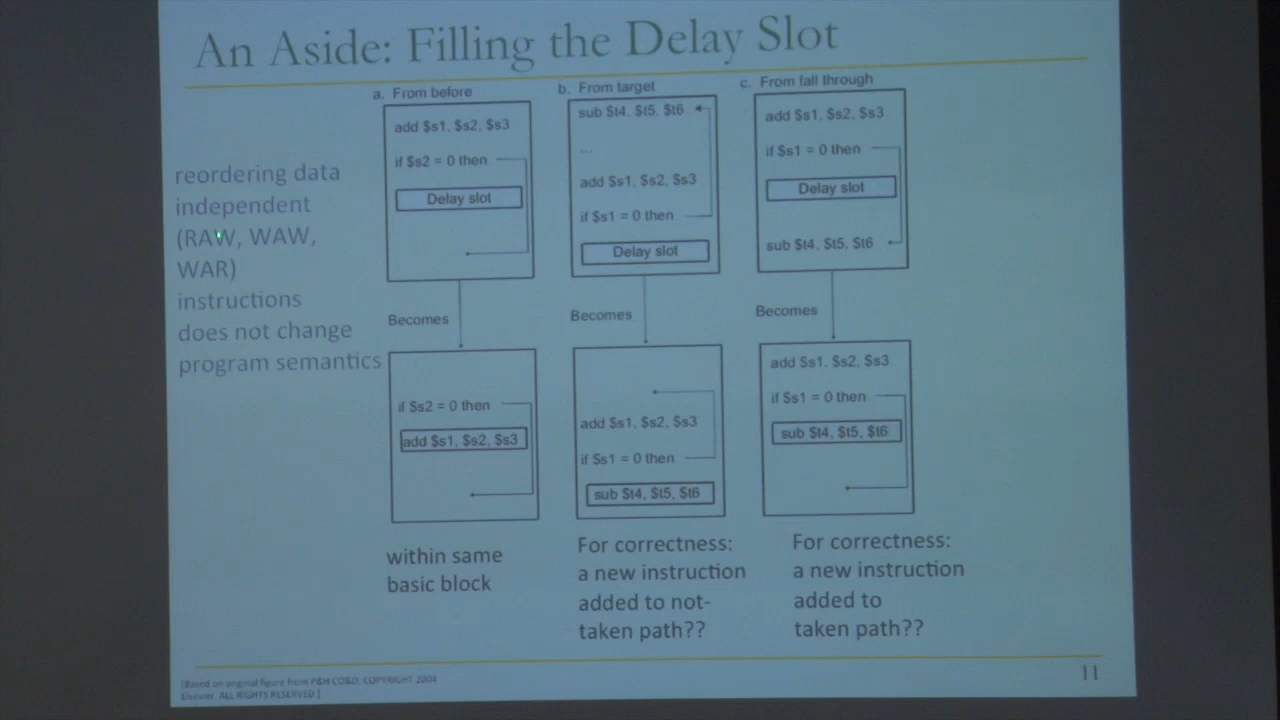 An Aside: Filling the Delay Slot
a. From before
b. From target
c. From fall through
reordering data
independent
(RAW, WAW,
WAR)
instructions
does not change
program semantics
add $s1, $s2, $s3
if $s2 = 0 then
Delay slot
Becomes
if $s2 = 0 then
add $s1, $s2, $s3
within same
basic block
sub $t4, $t5, $t6
...
add $s1, $s2, $s3
if $s1 = 0 then
Delay slot
Becomes
add $s1, $s2, $s3
if $s1 = 0 then
sub $t4, $t5, $t6
For correctness:
a new instruction
added to not-
taken path??
add $s1, $s2, $s3
if $s1 = 0 then
Delay slot
sub $t4, $t5, $t6
Becomes
add $s1, $s2, $s3
if $s1 = 0 then
sub $t4, $t5, $t6
For correctness:
a new instruction
added to
taken path??
[Based on original figure from P&H CO&D, COPYRIGHT 2004
Elsevier. ALL RIGHTS RESERVED.]
11